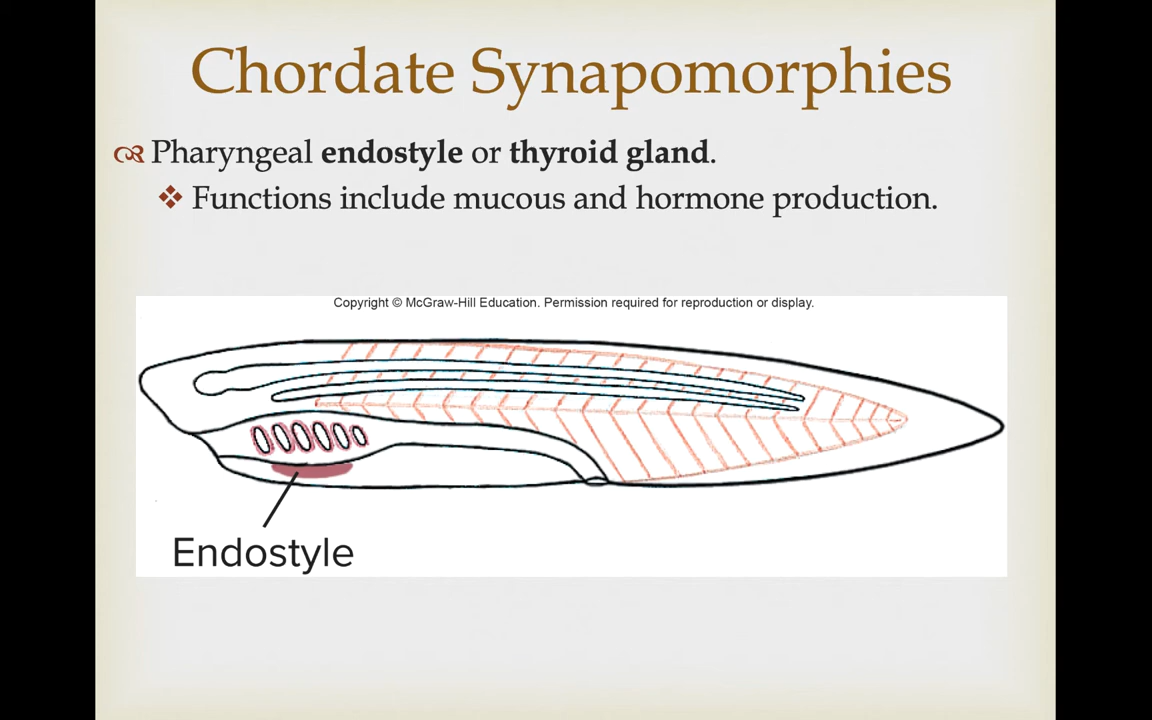 Chordate Synapomorphies
Pharyngeal endostyle or thyroid gland.
Functions include mucous and hormone production.
Copyright © McGraw-Hill Education. Permission required for reproduction or display.
Endostyle